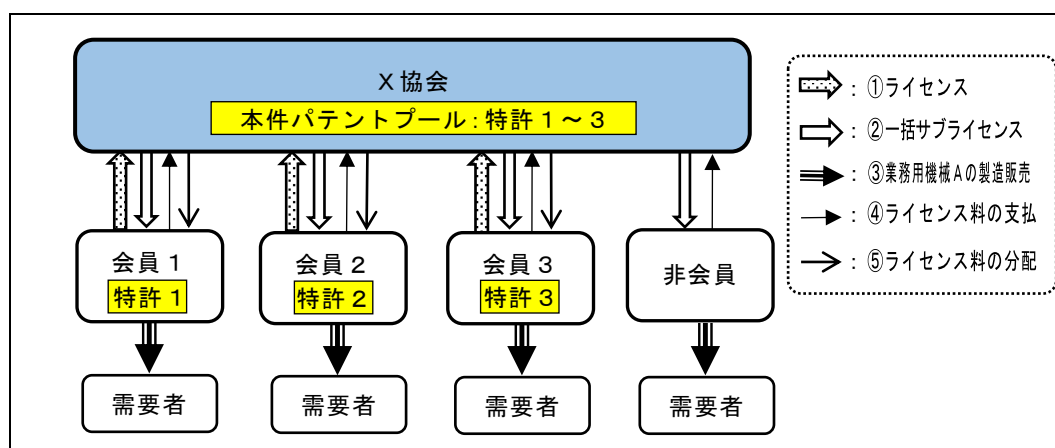 X協会
本件パテントプール:特許1~3
:①ライセンス
:②一括サブライセンス
:③業務用機械Aの製造販売
:④ライセンス料の支払
:⑤ライセンス料の分配
会員1
特許1
会員2
特許2
会員3
特許3
非会員
需要者
需要者
需要者
需要者